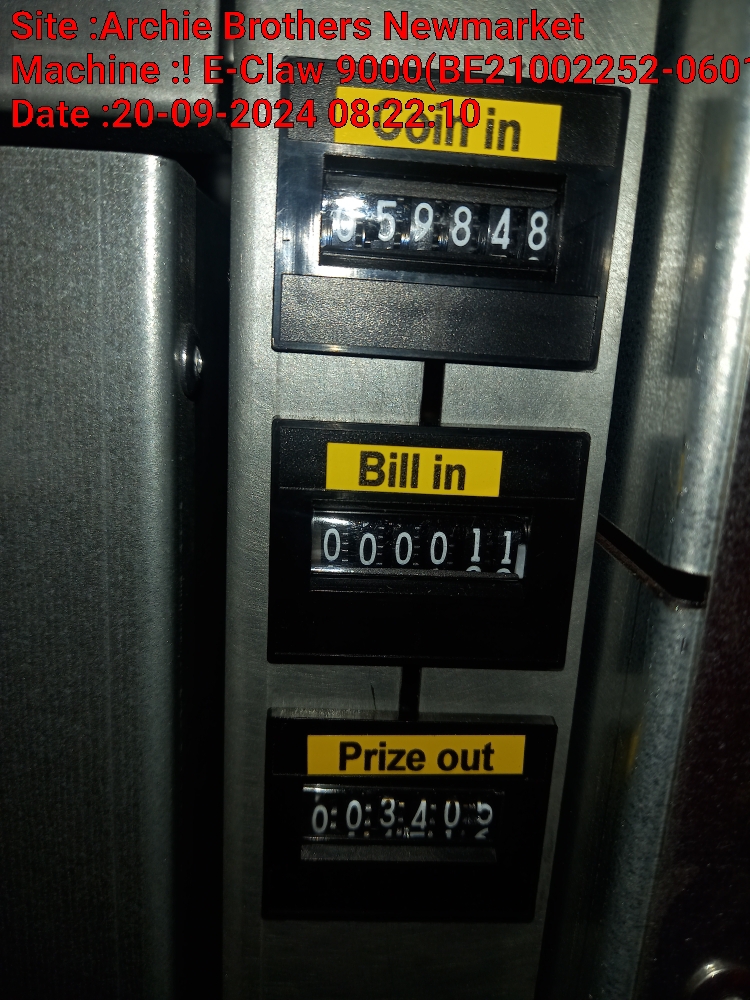 Site :Archie Brothers Newmarket
Machine :! E-Claw 9000(BE21002252-0601
Date :20-09-2024 08:22:10
Coin in
059848
Bill in
000011
Prize out
003405